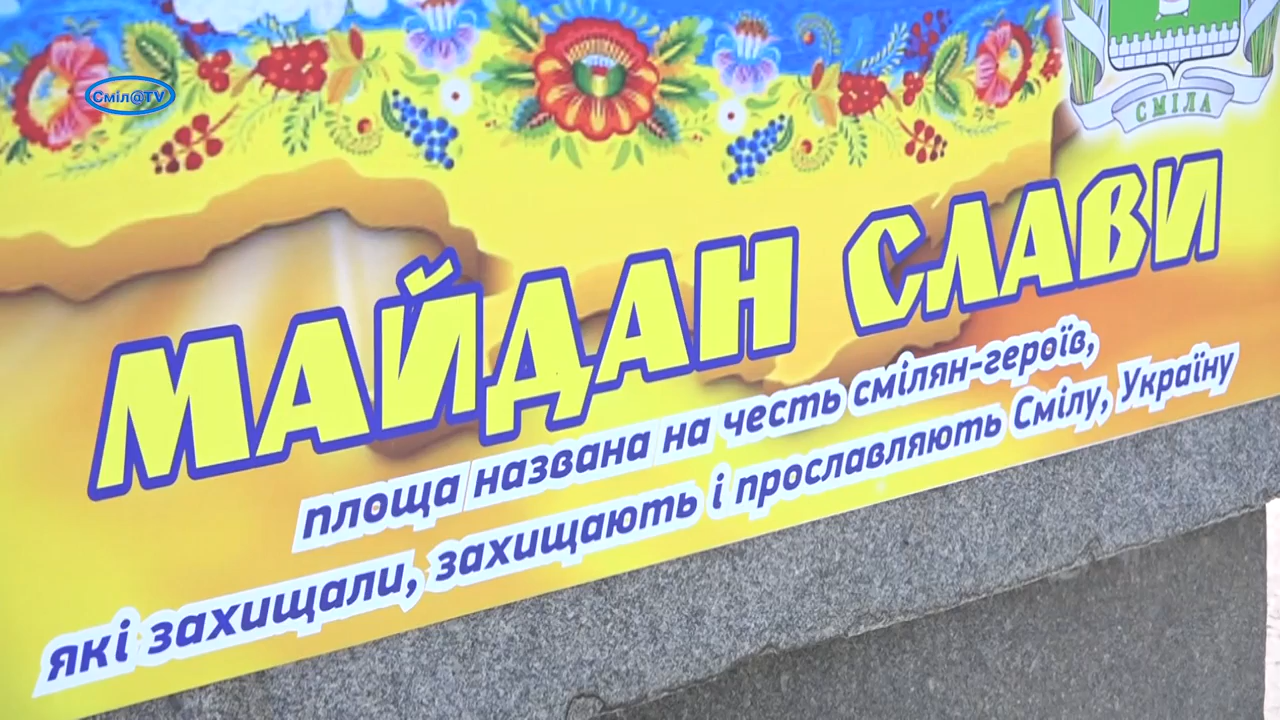 Сміл@TV
СМІЛА
МАЙДАН СЛАВИ
площа названа на честь смілян-героїв,
які захищали, захищають і прославляють Смілу, Україну